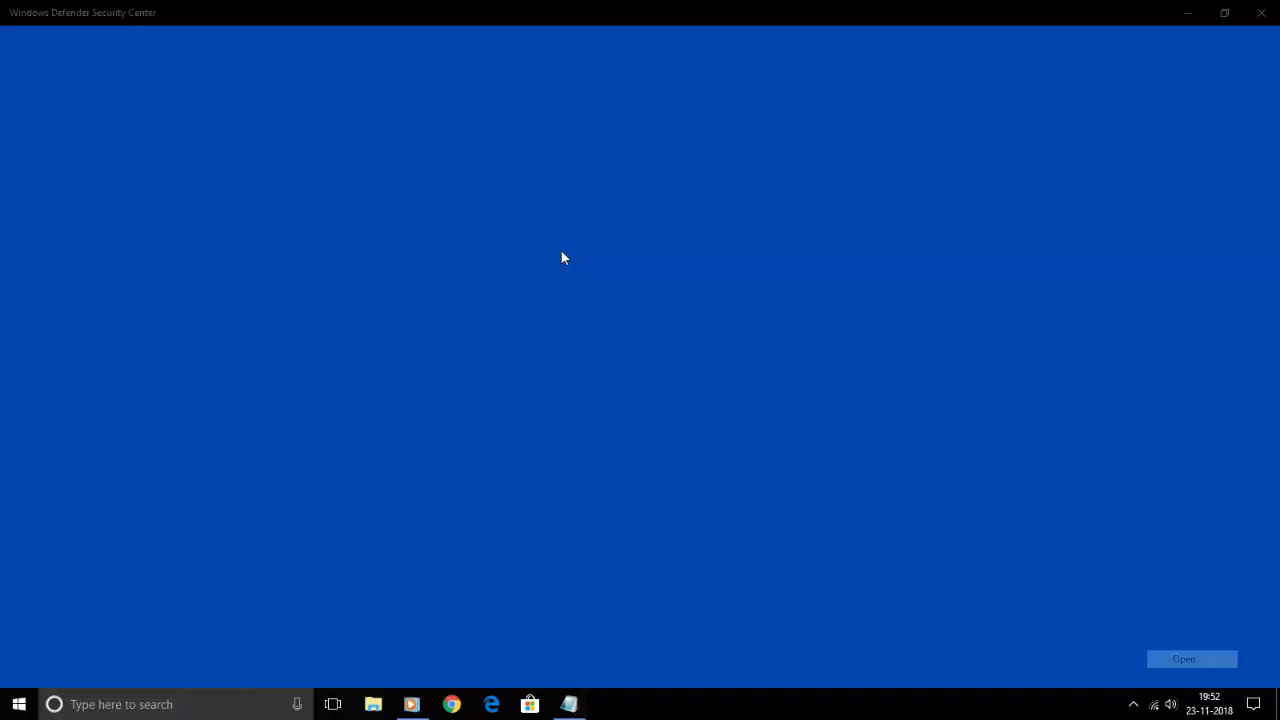 Windows Defender Security Center
Open
Type here to search
19:52
23-11-2018